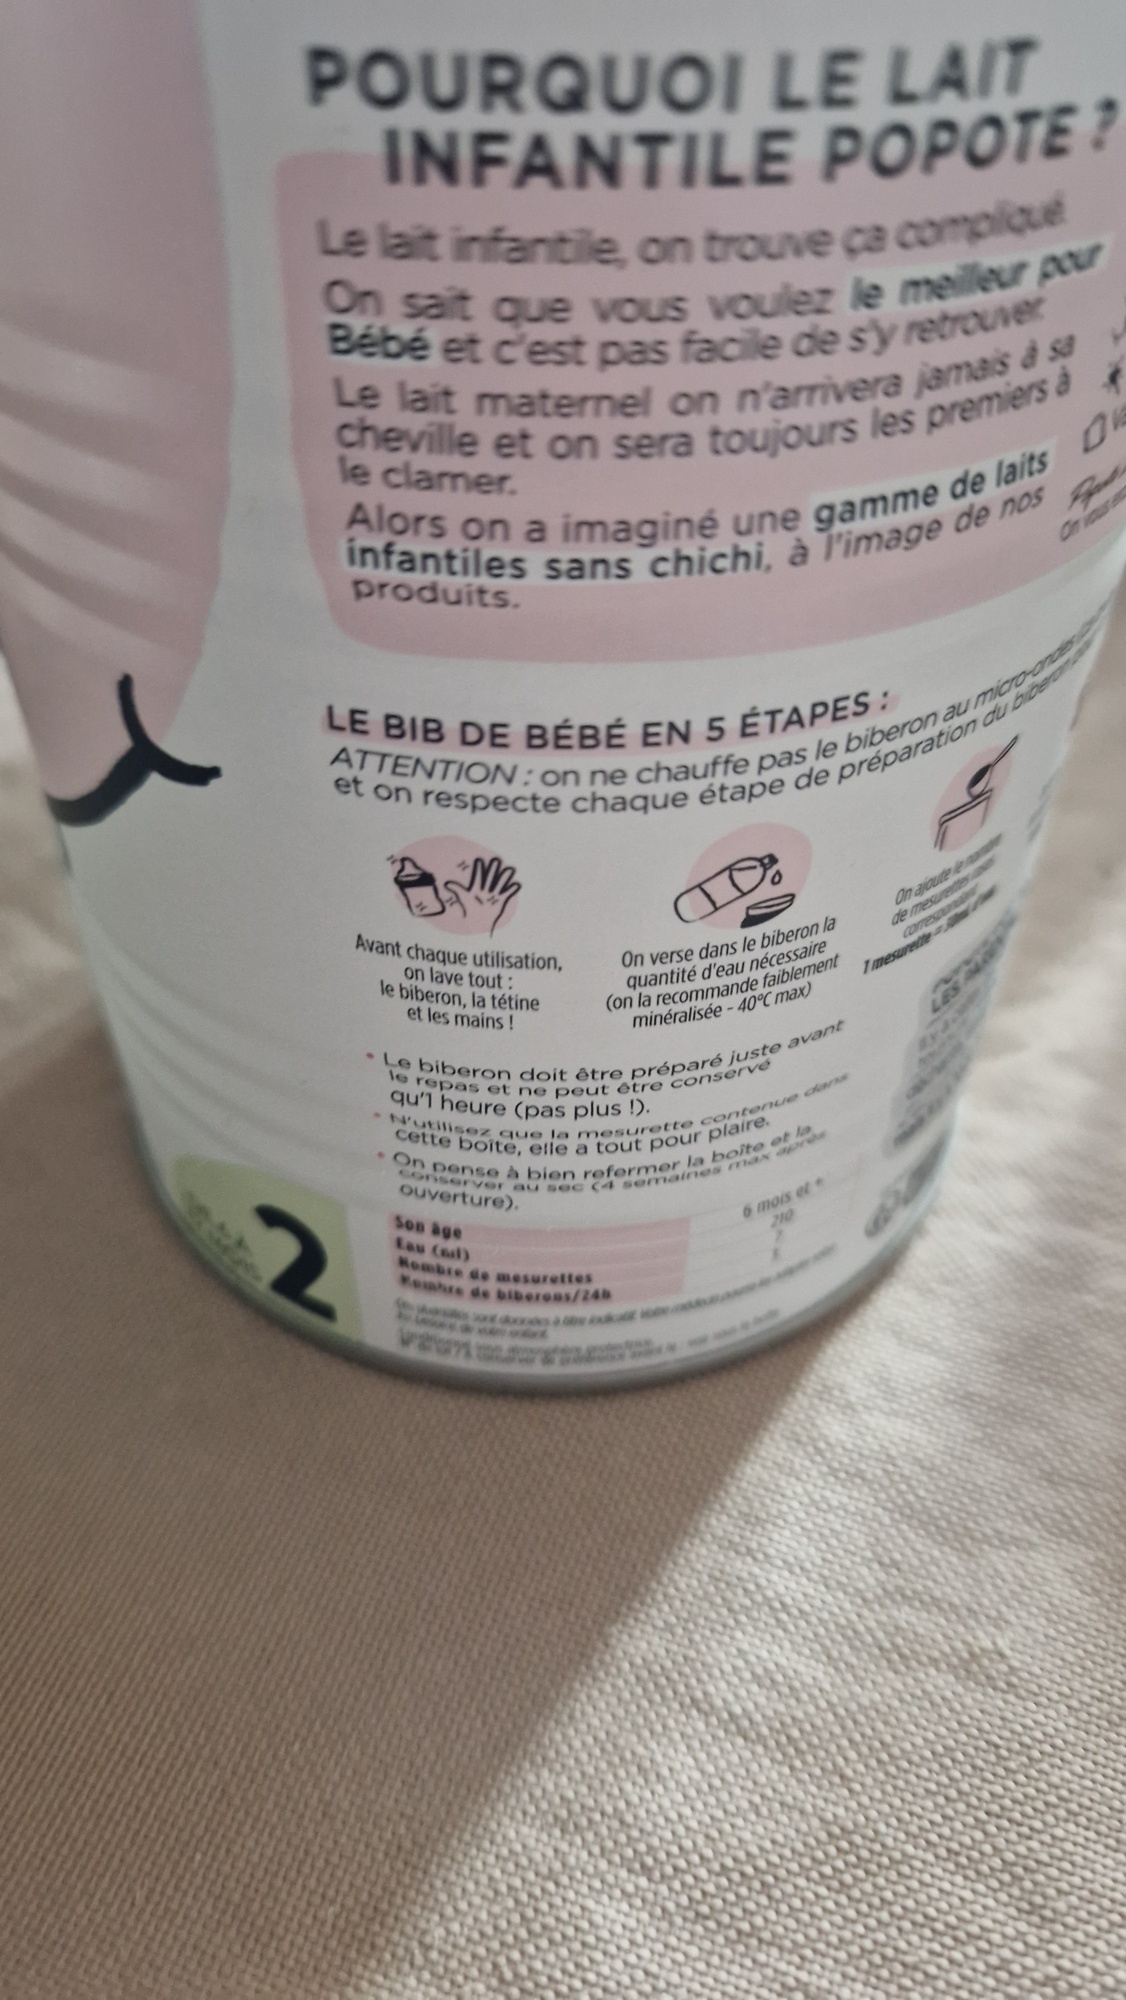 POURQUOI LE LAIT
INFANTILE POPOTE ?
Le lait infantile, on trouve ça compliqué.
On sait que vous voulez le meilleur pour
Bébé et c'est pas facile de s'y retrouver.
Le lait maternel on n'arrivera jamais à sa
cheville et on sera toujours les premiers à
le clamer.
Alors on a imaginé une gamme de laits
infantiles sans chichi, à l'image de nos
produits.
On vous
LE BIB DE BÉBÉ EN 5 ÉTAPES :
ATTENTION : on ne chauffe pas le biberon au micro-ondes
et on respecte chaque étape de préparation du biberon
Avant chaque utilisation,
on lave tout :
le biberon, la tétine
et les mains !
On verse dans le biberon la
quantité d'eau nécessaire
(on la recommande faiblement
minéralisée - 40°C max)
On ajoute le nombre
de mesurettes rases
correspondant
1 mesurette = 30mL d'eau
• Le biberon doit être préparé juste avant
le repas et ne peut être conservé
qu'1 heure (pas plus !).
• N'utilisez que la mesurette contenue dans
cette boîte, elle a tout pour plaire.
• On pense à bien refermer la boîte et la
conserver au sec (4 semaines max après
ouverture).
Son âge 6 mois et +
Eau (ml) 210
Nombre de mesurettes 7
Nombre de biberons/24h
2